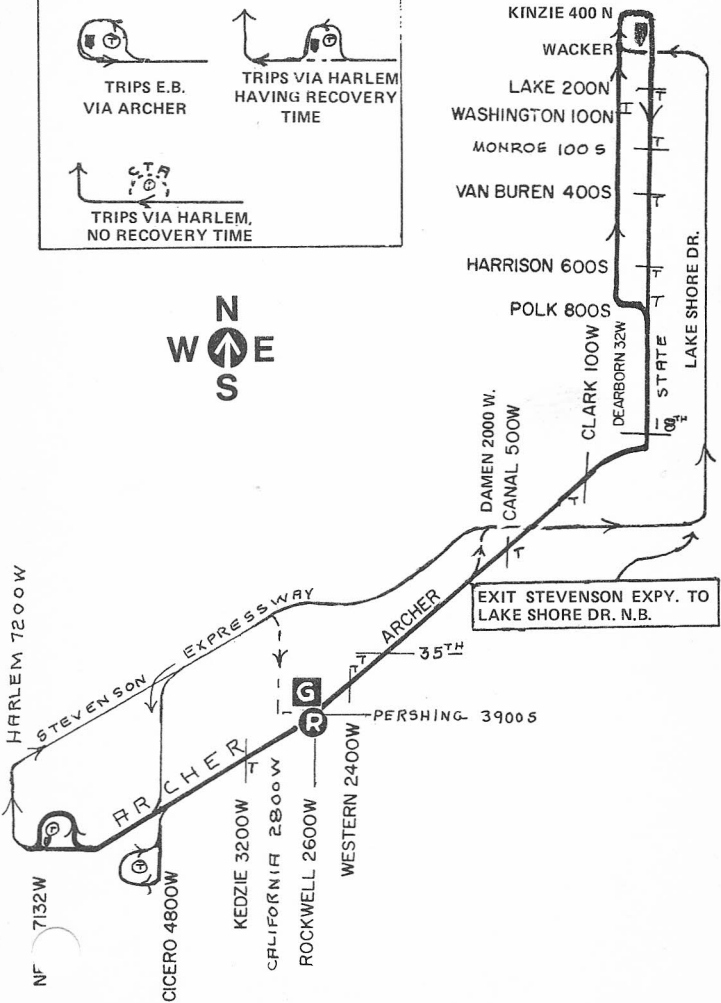 TRIPS E.B.
VIA ARCHER
TRIPS VIA HARLEM
HAVING RECOVERY
TIME
CTA
T
TRIPS VIA HARLEM,
NO RECOVERY TIME
N
W E
S
KINZIE 400 N
WACKER
LAKE 200N
T
WASHINGTON 100N
MONROE 100 S
T
VAN BUREN 400S
T
HARRISON 600S
T
POLK 800S
T
LAKE SHORE DR.
STATE
DEARBORN 32W
CLARK 100W
18TH
T
DAMEN 2000 W.
CANAL 500W
T
EXIT STEVENSON EXPY. TO
LAKE SHORE DR. N.B.
HARLEM 7200W
STEVENSON EXPRESSWAY
ARCHER
35TH
T
G
R
PERSHING 3900S
ARCHER
T
T
T
7132W
CICERO 4800W
KEDZIE 3200W
CALIFORNIA 2800W
ROCKWELL 2600W
WESTERN 2400W